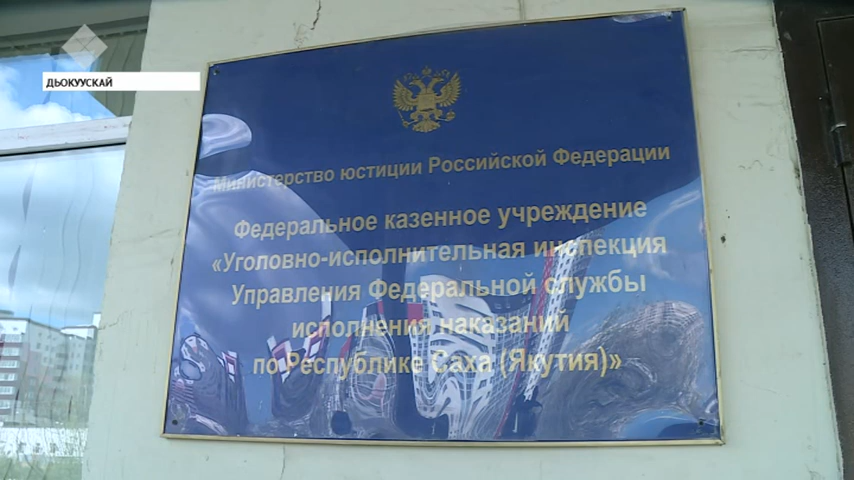 ДЬОКУУСКАЙ
Министерство юстиции Российской Федерации
Федеральное казенное учреждение
«Уголовно-исполнительная инспекция
Управления Федеральной службы
исполнения наказаний
по Республике Саха (Якутия)»